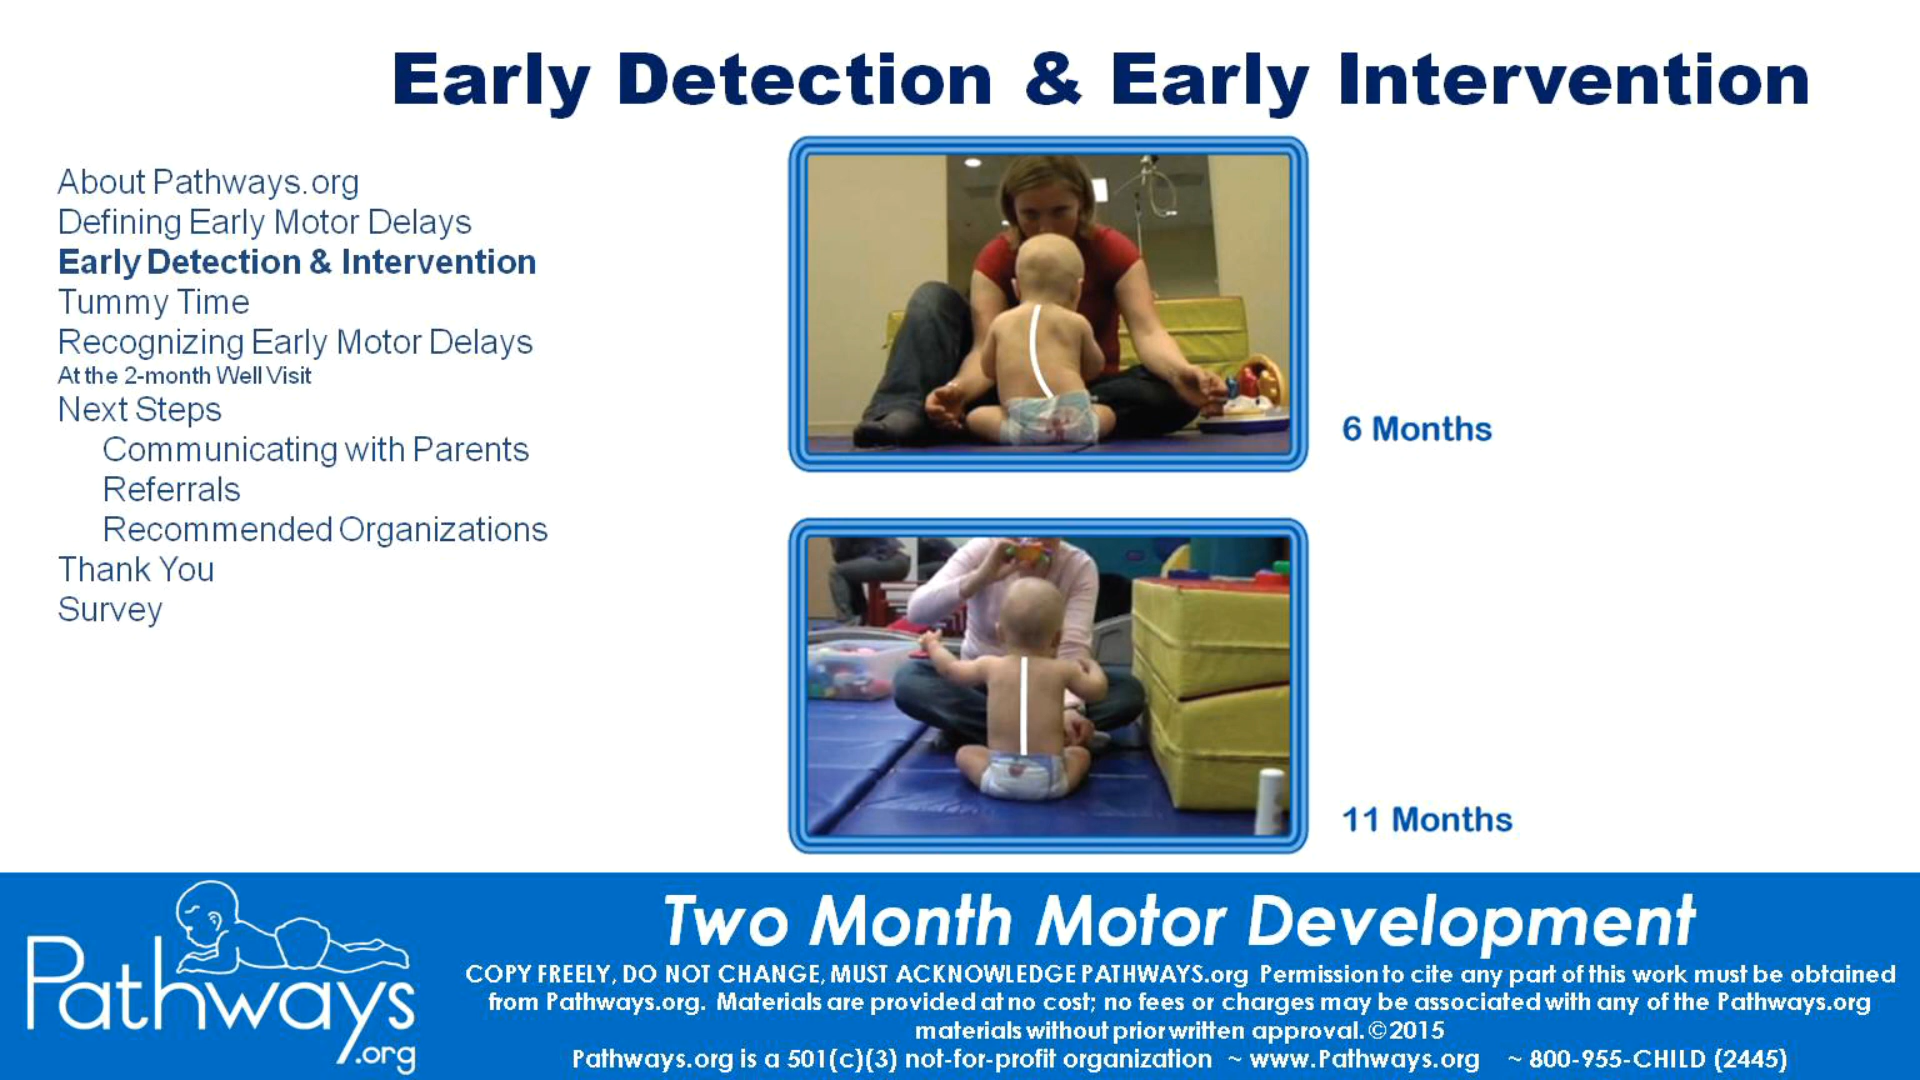 Early Detection & Early Intervention
About Pathways.org
Defining Early Motor Delays
Early Detection & Intervention
Tummy Time
Recognizing Early Motor Delays
At the 2-month Well Visit
Next Steps
Communicating with Parents
Referrals
Recommended Organizations
Thank You
Survey
6 Months
11 Months
Pathways
.org
Two Month Motor Development
COPY FREELY, DO NOT CHANGE, MUST ACKNOWLEDGE PATHWAYS.org Permission to cite any part of this work must be obtained
from Pathways.org. Materials are provided at no cost; no fees or charges may be associated with any of the Pathways.org
materials without prior written approval. ©2015
Pathways.org is a 501(c)(3) not-for-profit organization ~ www.Pathways.org ~ 800-955-CHILD (2445)